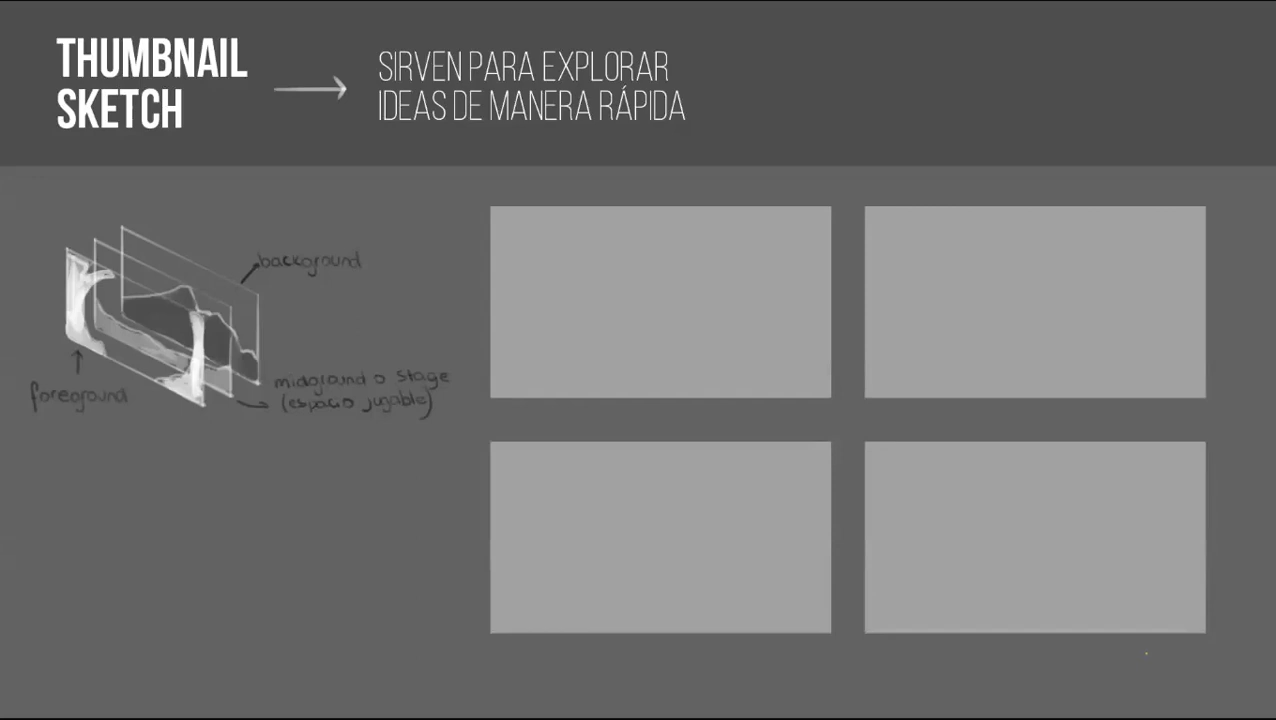 THUMBNAIL
SKETCH
SIRVEN PARA EXPLORAR
IDEAS DE MANERA RÁPIDA
background
midground o stage
(espacio jugable)
foreground